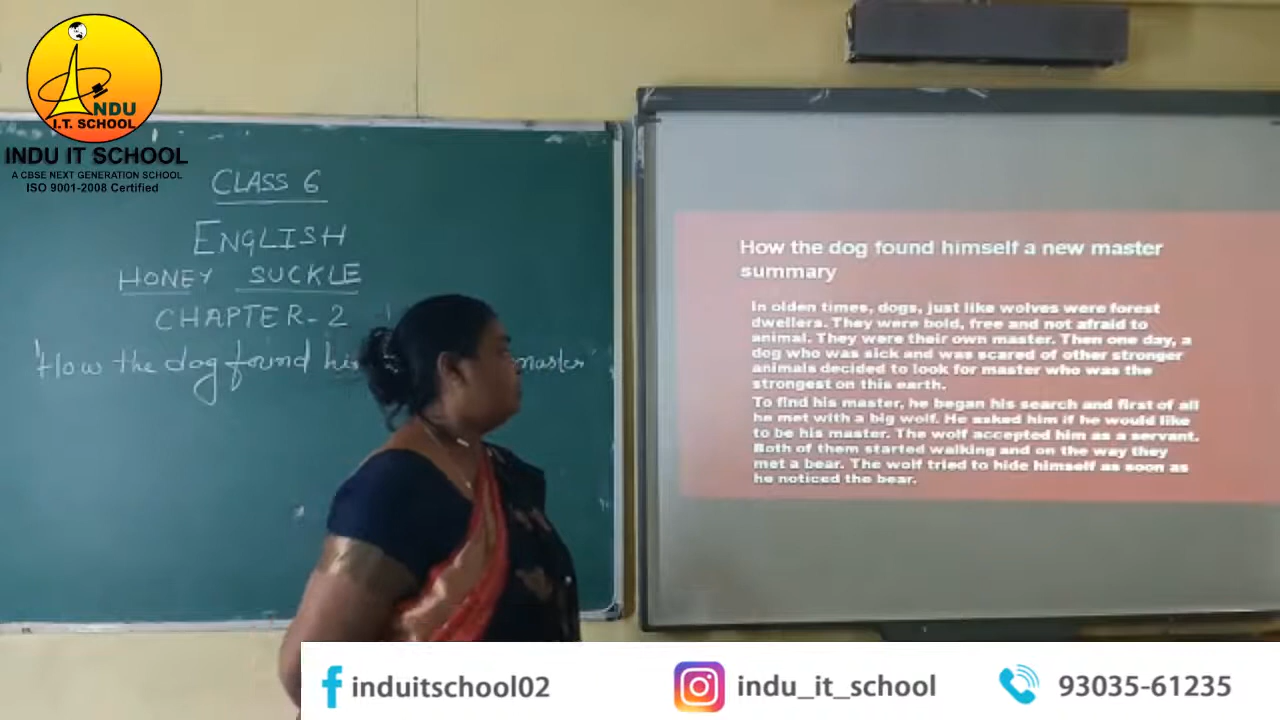 NDU
I.T. SCHOOL
INDU IT SCHOOL
A CBSE NEXT GENERATION SCHOOL
ISO 9001-2008 Certified
CLASS 6
ENGLISH
HONEY SUCKLE
CHAPTER-2
'How the dog found master'
How the dog found himself a new master
summary
In olden times, dogs, just like wolves were forest
dwellers. They were bold, free and not afraid to
animal. They were their own master. Then one day, a
dog who was sick and was scared of other stronger
animals decided to look for master who was the
strongest on this earth.
To find his master, he began his search and first of all
he met with a big wolf. He asked him if he would like
to be his master. The wolf accepted him as a servant.
Both of them started walking and on the way they
met a bear. The wolf tried to hide himself as soon as
he noticed the bear.
induitschool02
indu_it_school
93035-61235